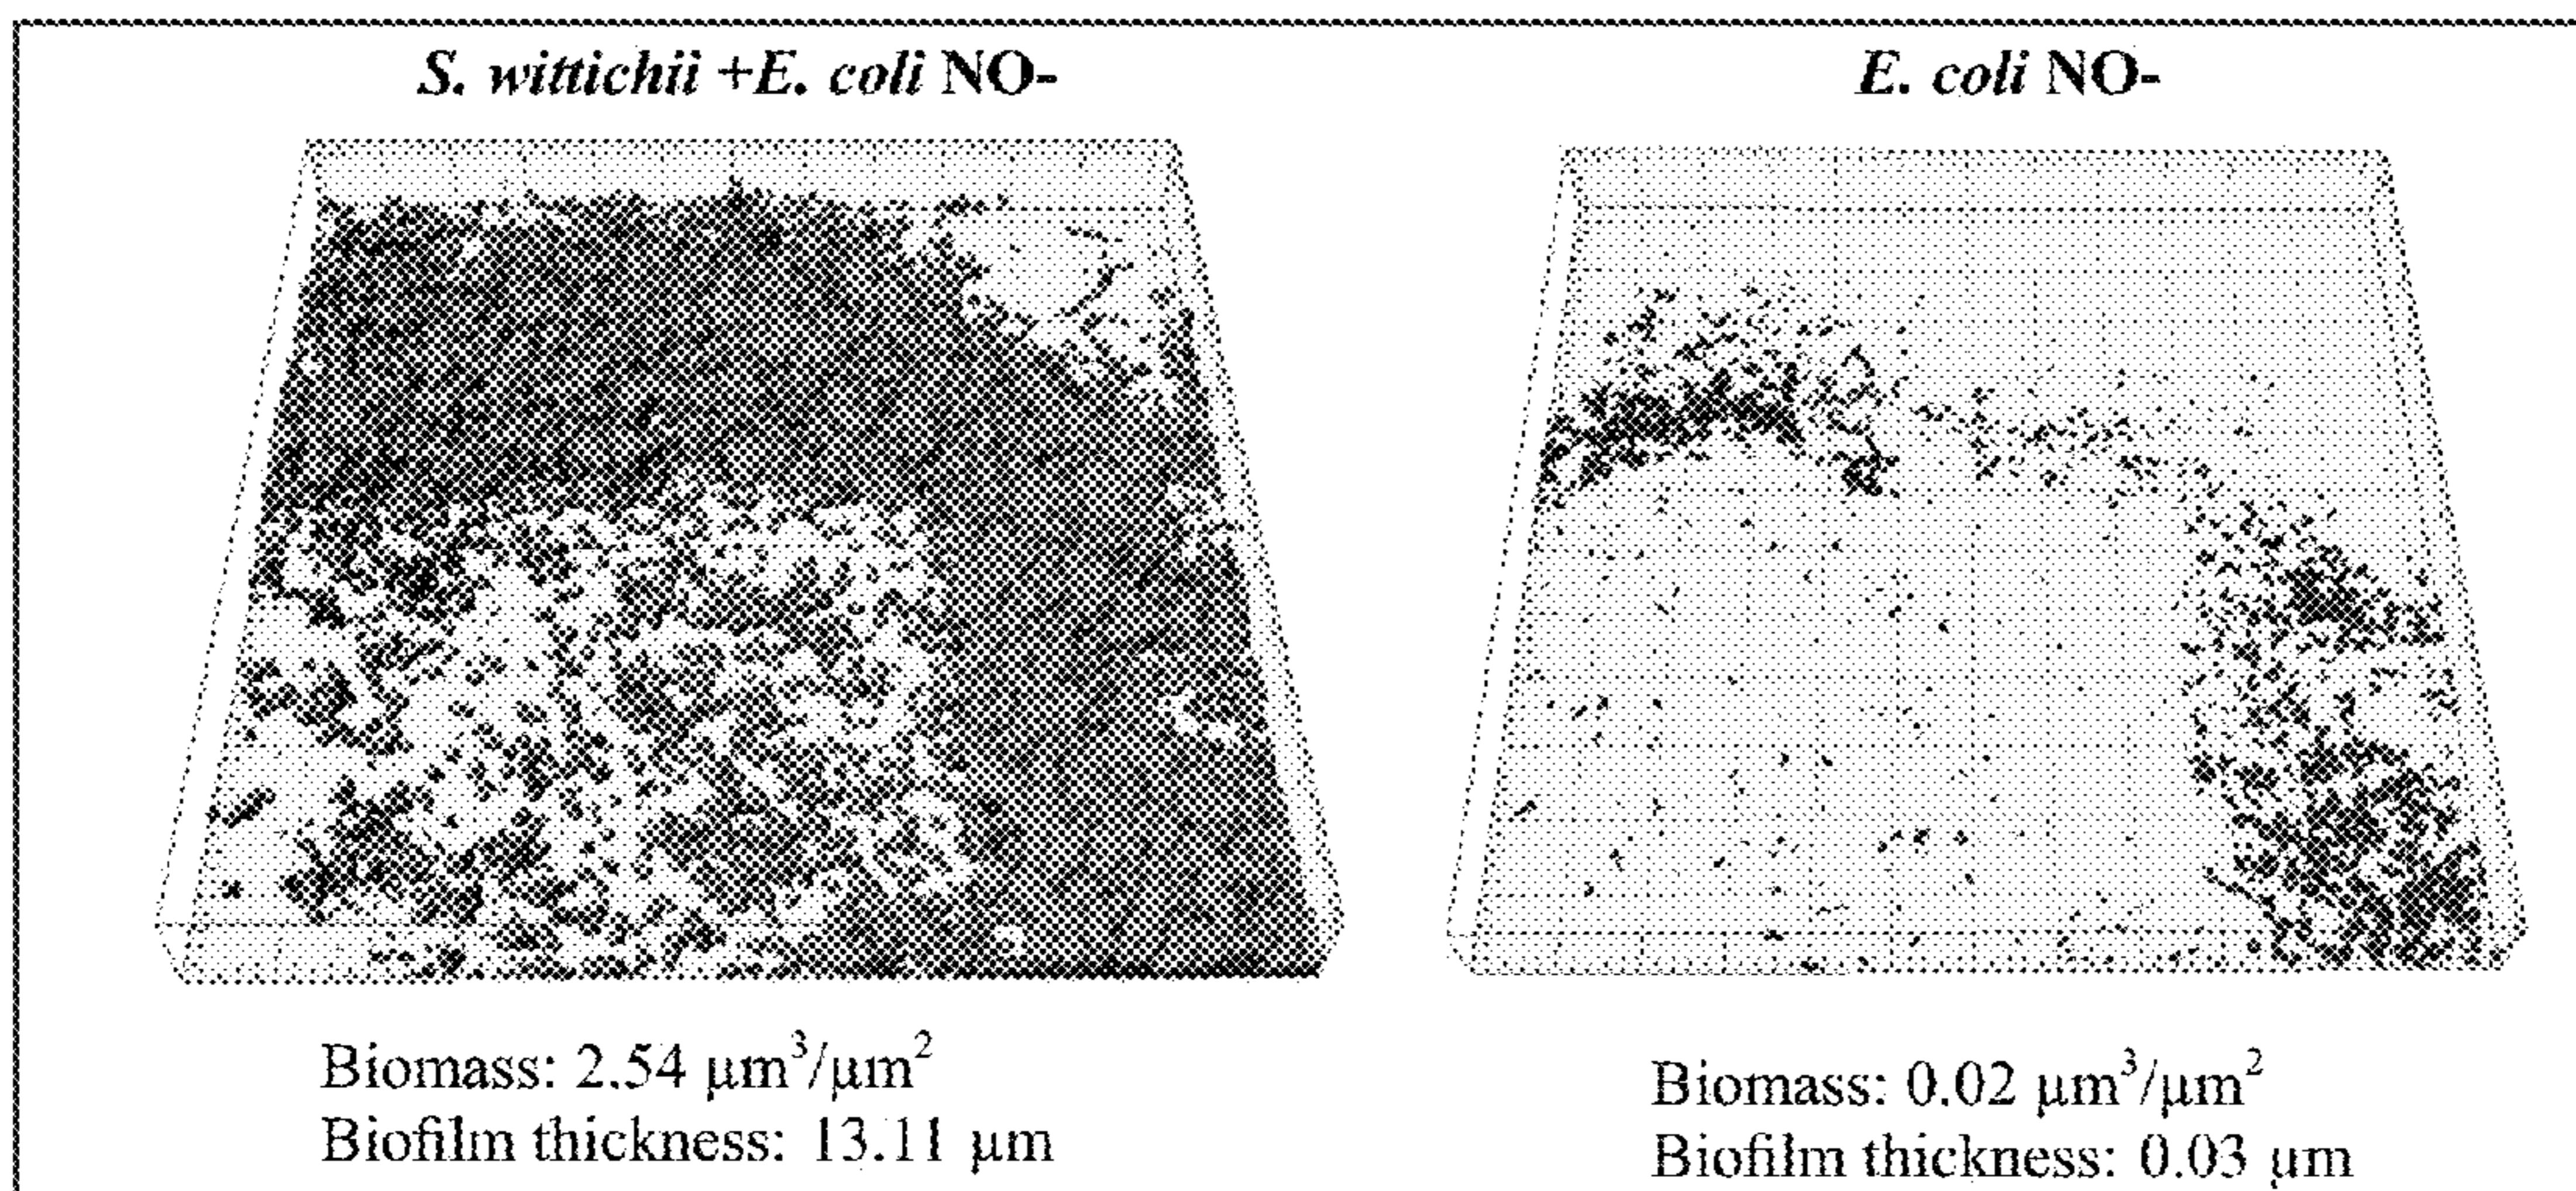 S. wittichii +E. coli NO-
E. coli NO-
Biomass: 2.54 μm³/μm²
Biofilm thickness: 13.11 μm
Biomass: 0.02 μm³/μm²
Biofilm thickness: 0.03 μm